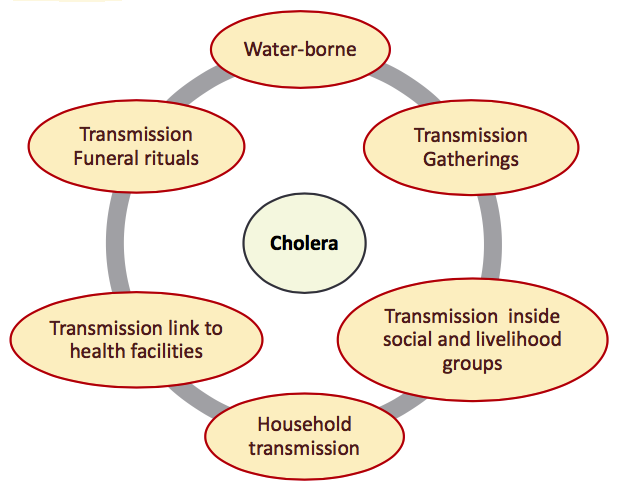 Water-borne
Transmission
Funeral rituals
Transmission
Gatherings
Cholera
Transmission link to
health facilities
Transmission inside
social and livelihood
groups
Household
transmission